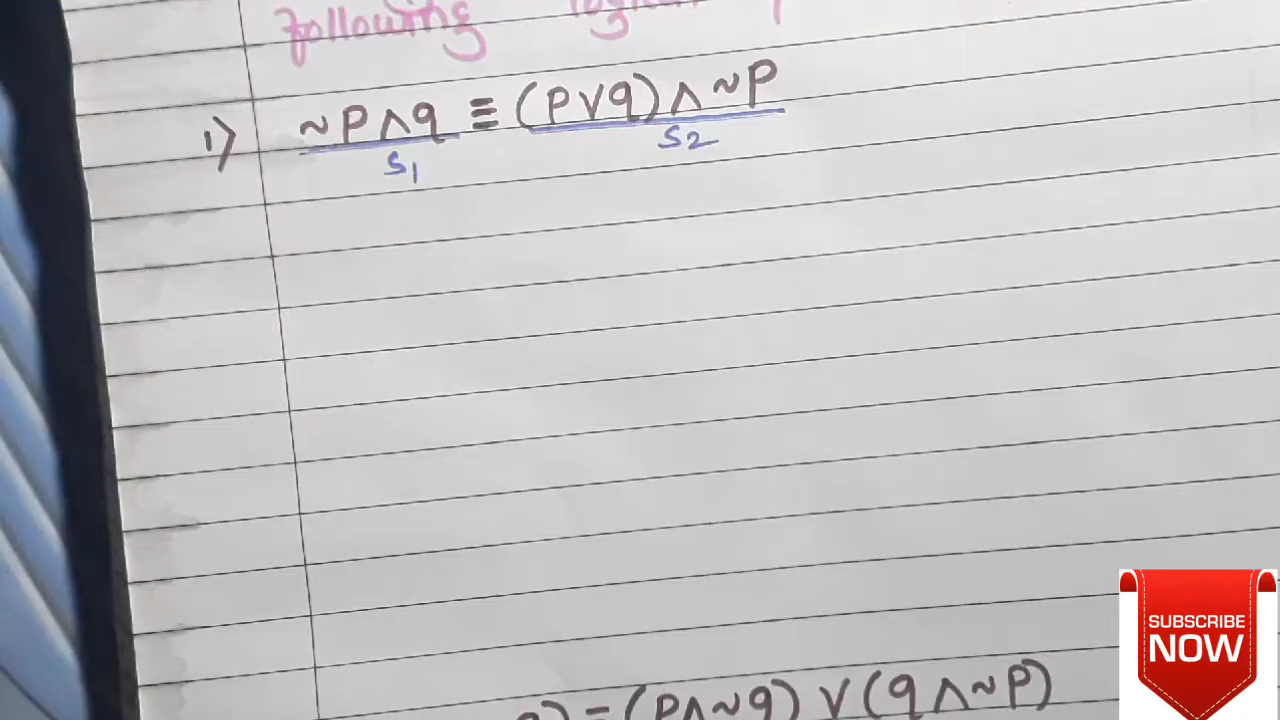 following
1) ~P∧q ≡ (P∨q)∧~P
S1 S2
(P∧~q) ∨ (q∧~P)
SUBSCRIBE
NOW